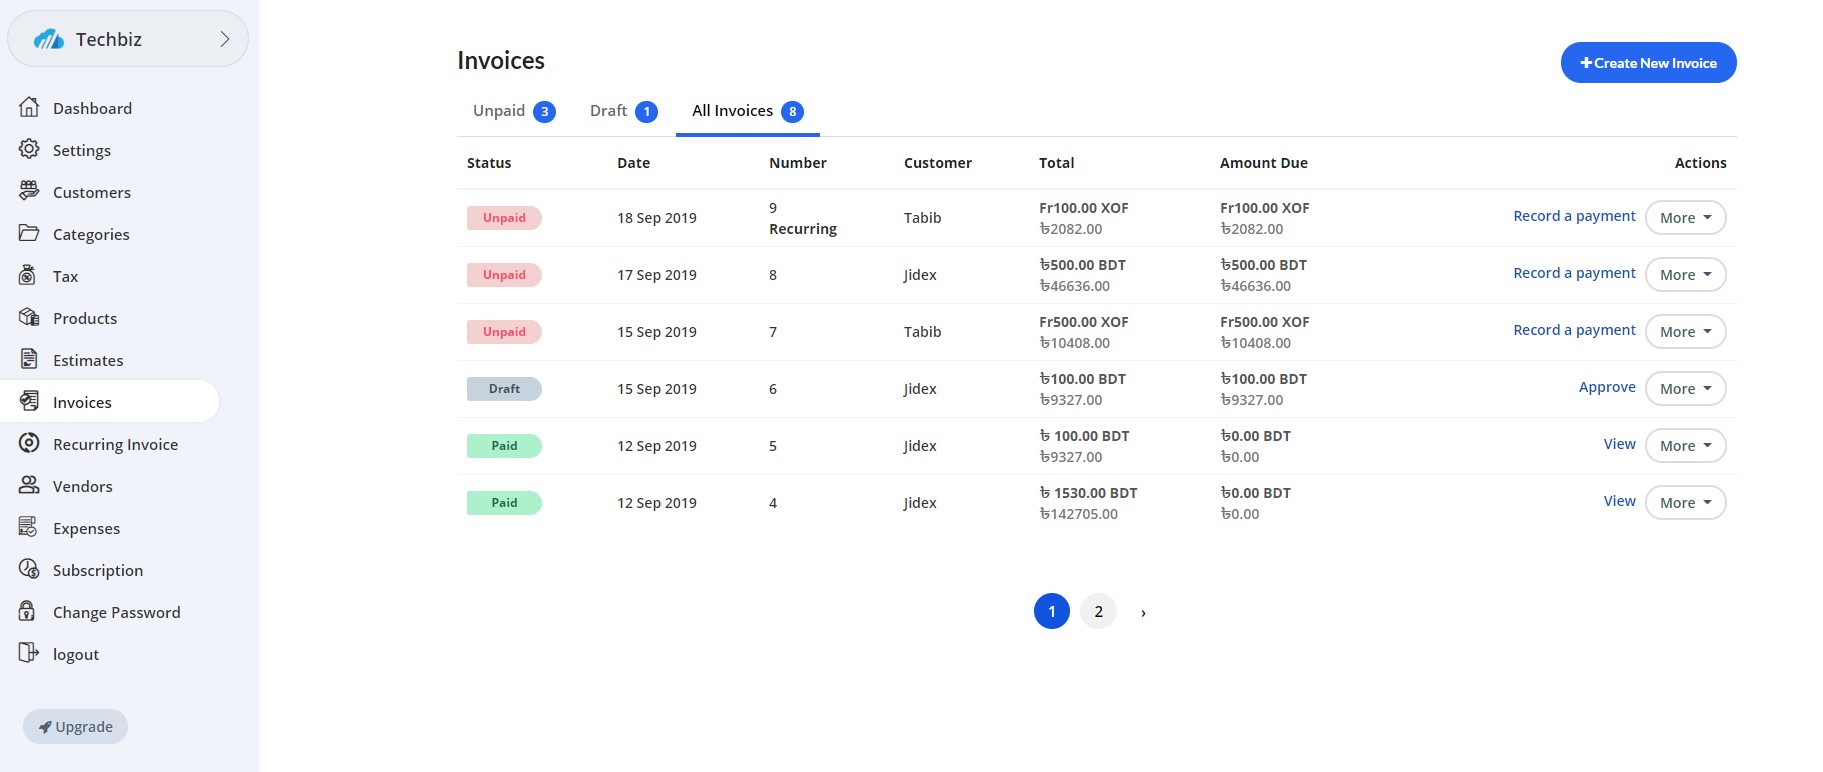 Techbiz
Dashboard
Settings
Customers
Categories
Tax
Products
Estimates
Invoices
Recurring Invoice
Vendors
Expenses
Subscription
Change Password
logout
Upgrade
Invoices
+Create New Invoice
Unpaid 3 Draft 1 All Invoices 8
Status Date Number Customer Total Amount Due Actions
Unpaid 18 Sep 2019 9 Recurring Tabib Fr100.00 XOF ৳2082.00 Fr100.00 XOF ৳2082.00 Record a payment More
Unpaid 17 Sep 2019 8 Jidex ৳500.00 BDT ৳46636.00 ৳500.00 BDT ৳46636.00 Record a payment More
Unpaid 15 Sep 2019 7 Tabib Fr500.00 XOF ৳10408.00 Fr500.00 XOF ৳10408.00 Record a payment More
Draft 15 Sep 2019 6 Jidex ৳100.00 BDT ৳9327.00 ৳100.00 BDT ৳9327.00 Approve More
Paid 12 Sep 2019 5 Jidex ৳ 100.00 BDT ৳9327.00 ৳0.00 BDT ৳0.00 View More
Paid 12 Sep 2019 4 Jidex ৳ 1530.00 BDT ৳142705.00 ৳0.00 BDT ৳0.00 View More
1 2 ›